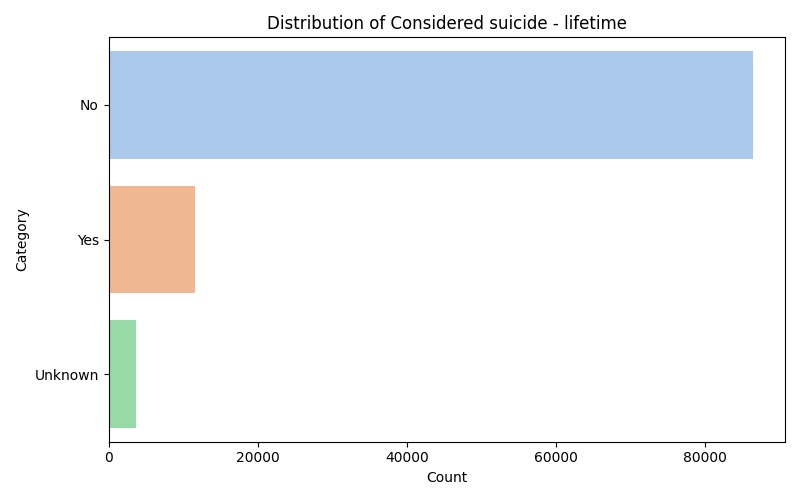 Distribution of Considered suicide - lifetime
Category
No
Yes
Unknown
0 20000 40000 60000 80000
Count